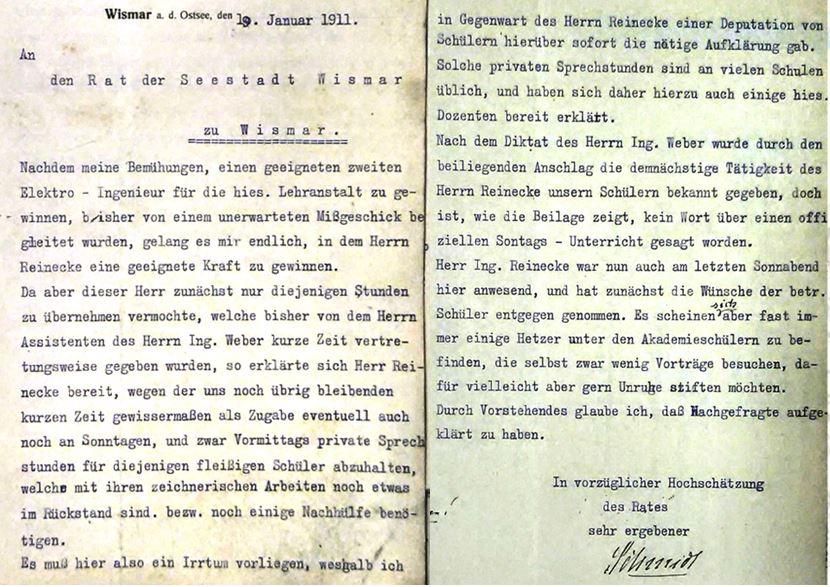 Wismar a. d. Ostsee, den 19. Januar 1911.
An
den Rat der Seestadt Wismar
zu Wismar.
Nachdem meine Bemühungen, einen geeigneten zweiten
Elektro - Ingenieur für die hies. Lehranstalt zu ge-
winnen, bisher von einem unerwarteten Mißgeschick be
gleitet wurden, gelang es mir endlich, in dem Herrn
Reinecke eine geeignete Kraft zu gewinnen.
Da aber dieser Herr zunächst nur diejenigen Stunden
zu übernehmen vermochte, welche bisher von dem Herrn
Assistenten des Herrn Ing. Weber kurze Zeit vertre-
tungsweise gegeben wurden, so erklärte sich Herr Rei-
necke bereit, wegen der uns noch übrig bleibenden
kurzen Zeit gewissermaßen als Zugabe eventuell auch
noch an Sonntagen, und zwar Vormittags private Sprech
stunden für diejenigen fleißigen Schüler abzuhalten,
welche mit ihren zeichnerischen Arbeiten noch etwas
im Rückstand sind. bezw. noch einige Nachhülfe benö-
tigen.
Es muß hier also ein Irrtum vorliegen, weshalb ich
in Gegenwart des Herrn Reinecke einer Deputation von
Schülern hierüber sofort die nätige Aufklärung gab.
Solche privaten Sprechstunden sind an vielen Schulen
üblich, und haben sich daher hierzu auch einige hies.
Dozenten bereit erklätt.
Nach dem Diktat des Herrn Ing. Weber wurde durch den
beiliegenden Anschlag die demnächstige Tätigkeit des
Herrn Reinecke unsern Schülern bekannt gegeben, doch
ist, wie die Beilage zeigt, kein Wort über einen offi
ziellen Sontags - Unterricht gesagt worden.
Herr Ing. Reinecke war nun auch am letzten Sonnabend
hier anwesend, und hat zunächst die Wünsche der betr.
Schüler entgegen genommen. Es scheinen sich aber fast im-
mer einige Hetzer unter den Akademieschülern zu be-
finden, die selbst zwar wenig Vorträge besuchen, da-
für vielleicht aber gern Unruhe stiften möchten.
Durch Vorstehendes glaube ich, daß Nachgefragte aufge-
klärt zu haben.
In vorzüglicher Hochschätzung
des Rates
sehr ergebener
Schmidt